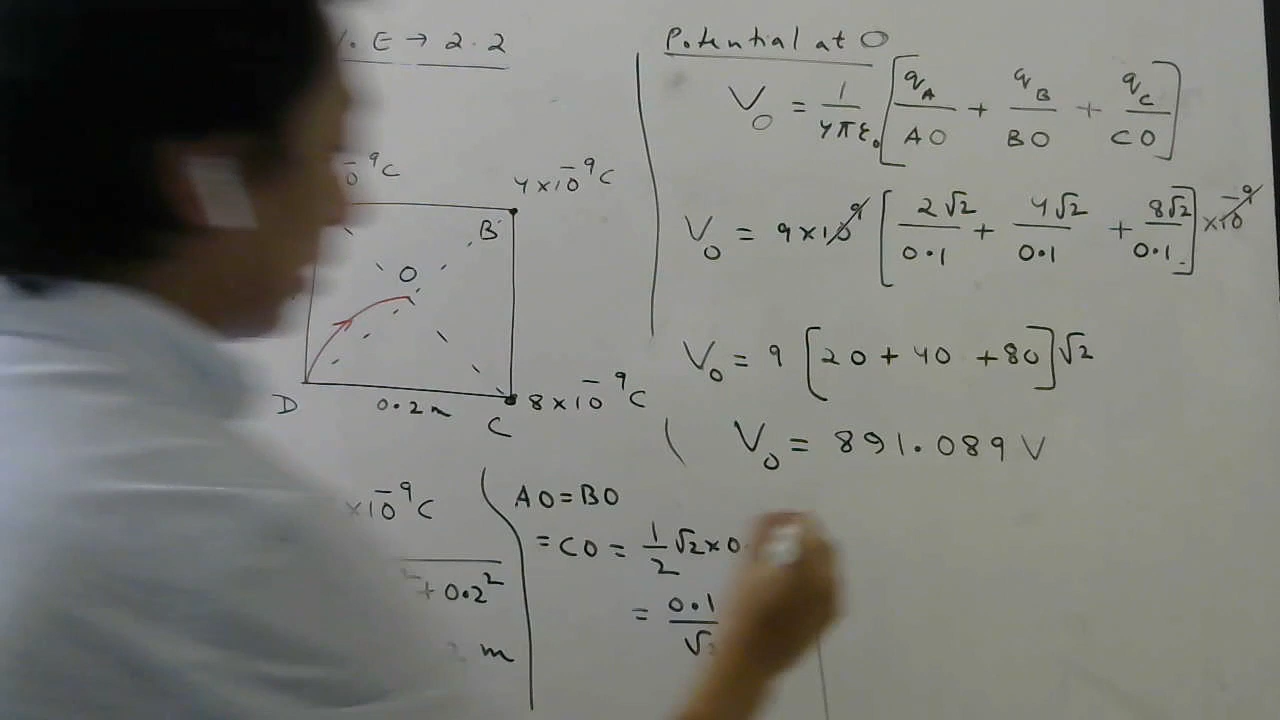 . E → 2.2
0⁻⁹C
4×10⁻⁹C
B
O
D
0.2m
C
8×10⁻⁹C
×10⁻⁹C
+ 0.2²
m
AO = BO
= CO = 1/2 √2×0
= 0.1/√
Potential at O
V₀ = 1/4πε₀ [q_A/AO + q_B/BO + q_C/CO]
V₀ = 9×10⁹ [2√2/0.1 + 4√2/0.1 + 8√2/0.1] ×10⁻⁹
V₀ = 9 [20 + 40 + 80] √2
V₀ = 891.089 V